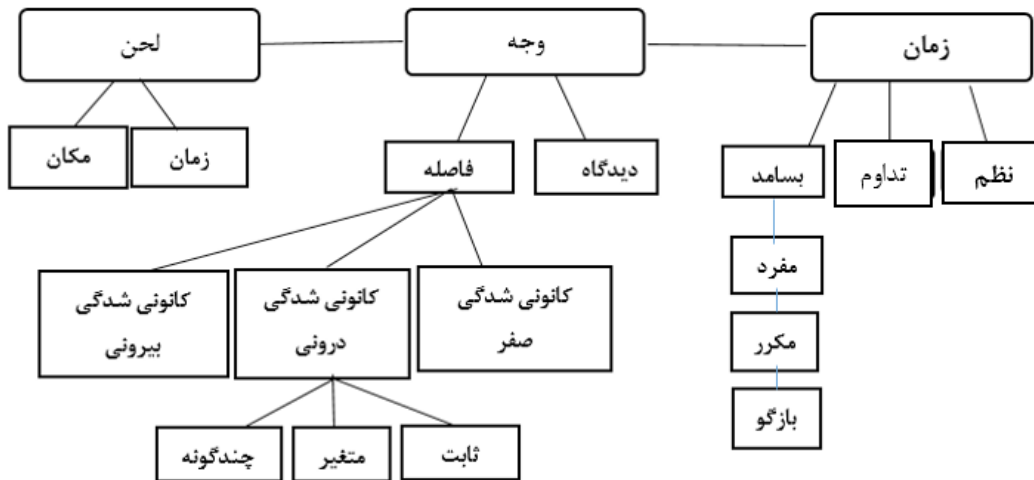 زمان
وجه
لحن
نظم
تداوم
بسامد
دیدگاه
فاصله
زمان
مکان
مفرد
مکرر
بازگو
کانونی شدگی
صفر
کانونی شدگی
درونی
کانونی شدگی
بیرونی
ثابت
متغیر
چندگونه